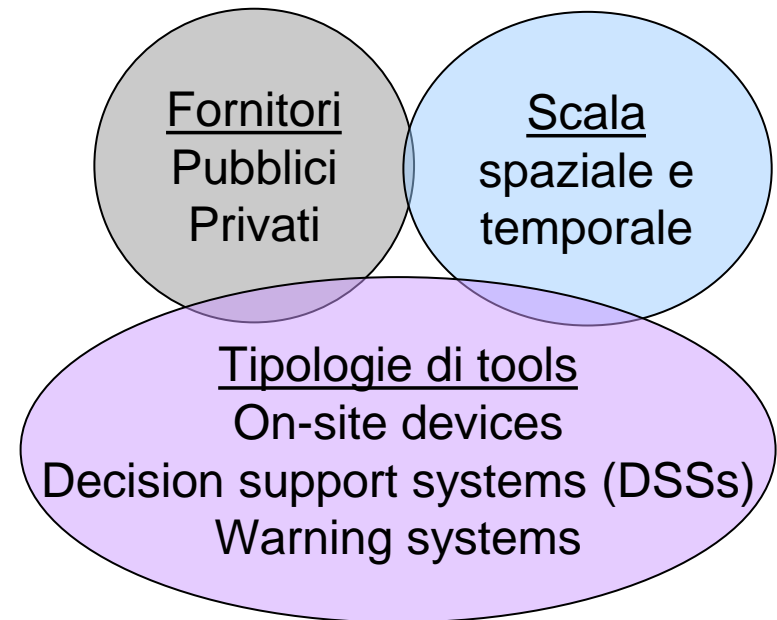 Fornitori
Pubblici
Privati
Scala
spaziale e
temporale
Tipologie di tools
On-site devices
Decision support systems (DSSs)
Warning systems